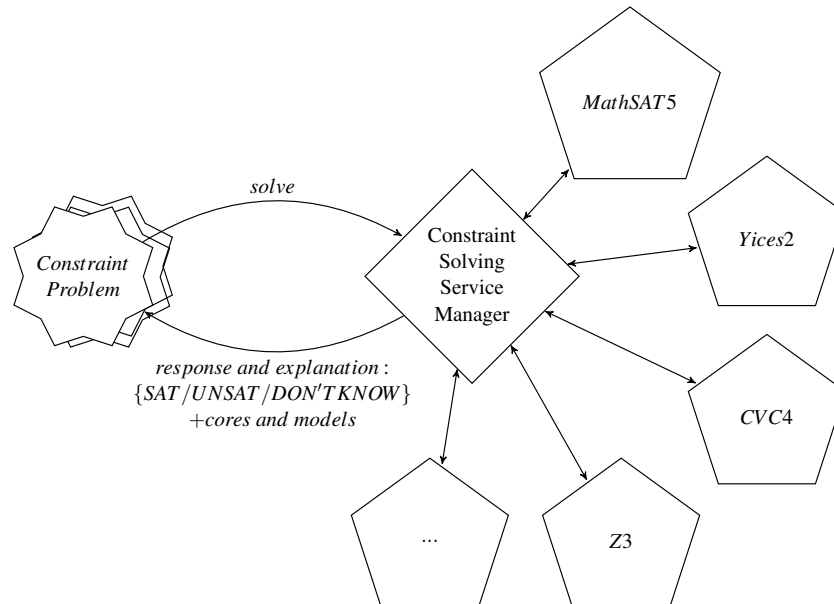 MathSAT5
solve
Constraint
Problem
Constraint
Solving
Service
Manager
Yices2
response and explanation :
{SAT/UNSAT/DON'T KNOW}
+cores and models
CVC4
...
Z3